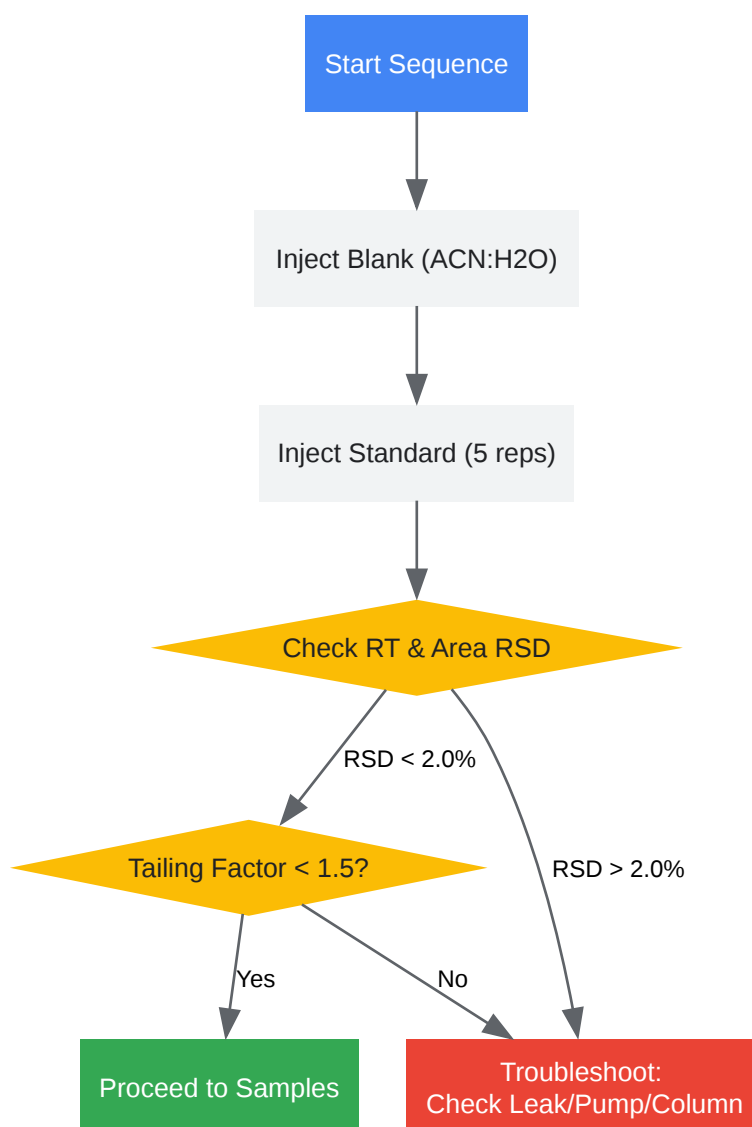 Start Sequence
Inject Blank (ACN:H2O)
Inject Standard (5 reps)
Check RT & Area RSD
RSD < 2.0%
Tailing Factor < 1.5?
RSD > 2.0%
Yes
No
Proceed to Samples
Troubleshoot:
Check Leak/Pump/Column